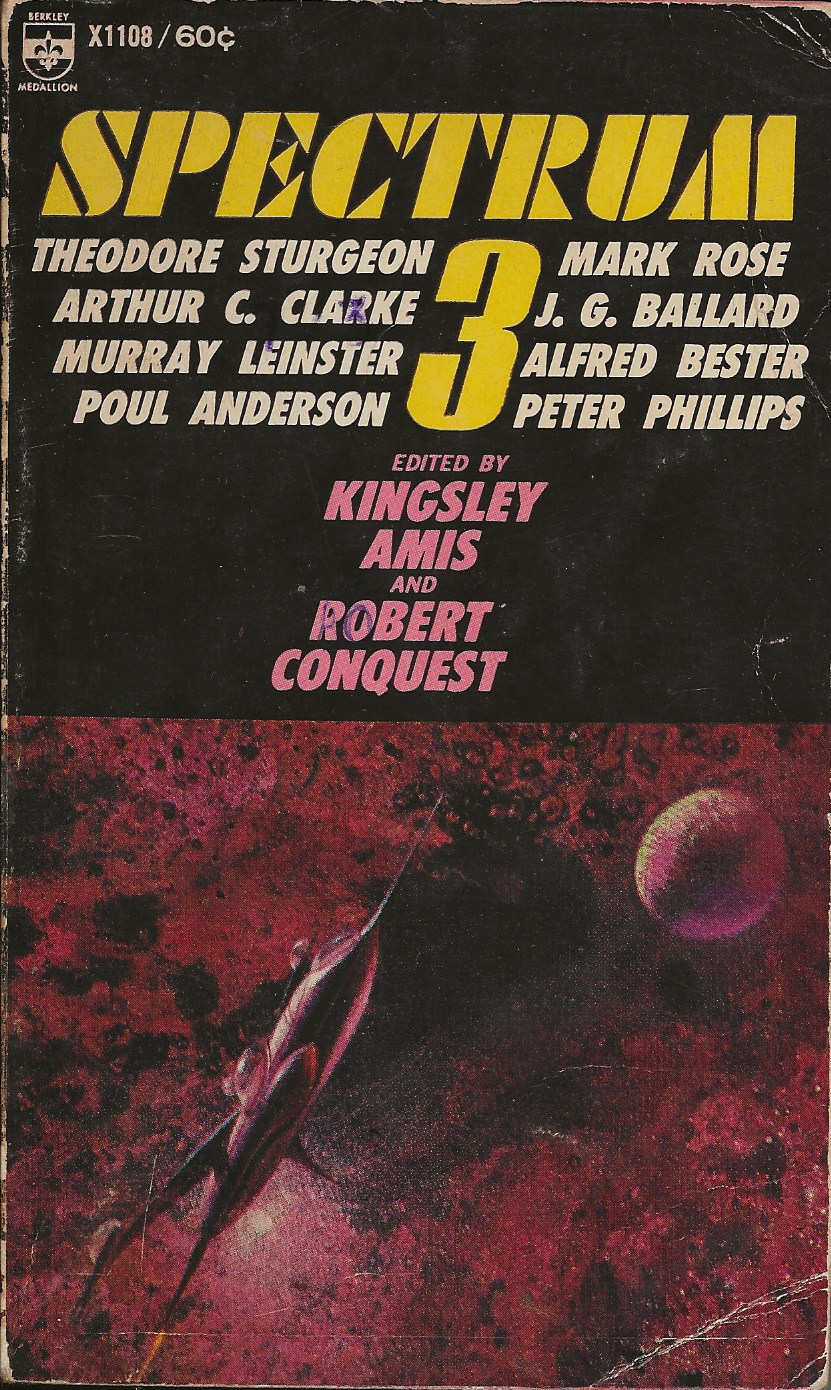 BERKLEY
MEDALLION
X1108 / 60¢
SPECTRUM
3
THEODORE STURGEON
ARTHUR C. CLARKE
MURRAY LEINSTER
POUL ANDERSON
MARK ROSE
J. G. BALLARD
ALFRED BESTER
PETER PHILLIPS
EDITED BY
KINGSLEY
AMIS
AND
ROBERT
CONQUEST